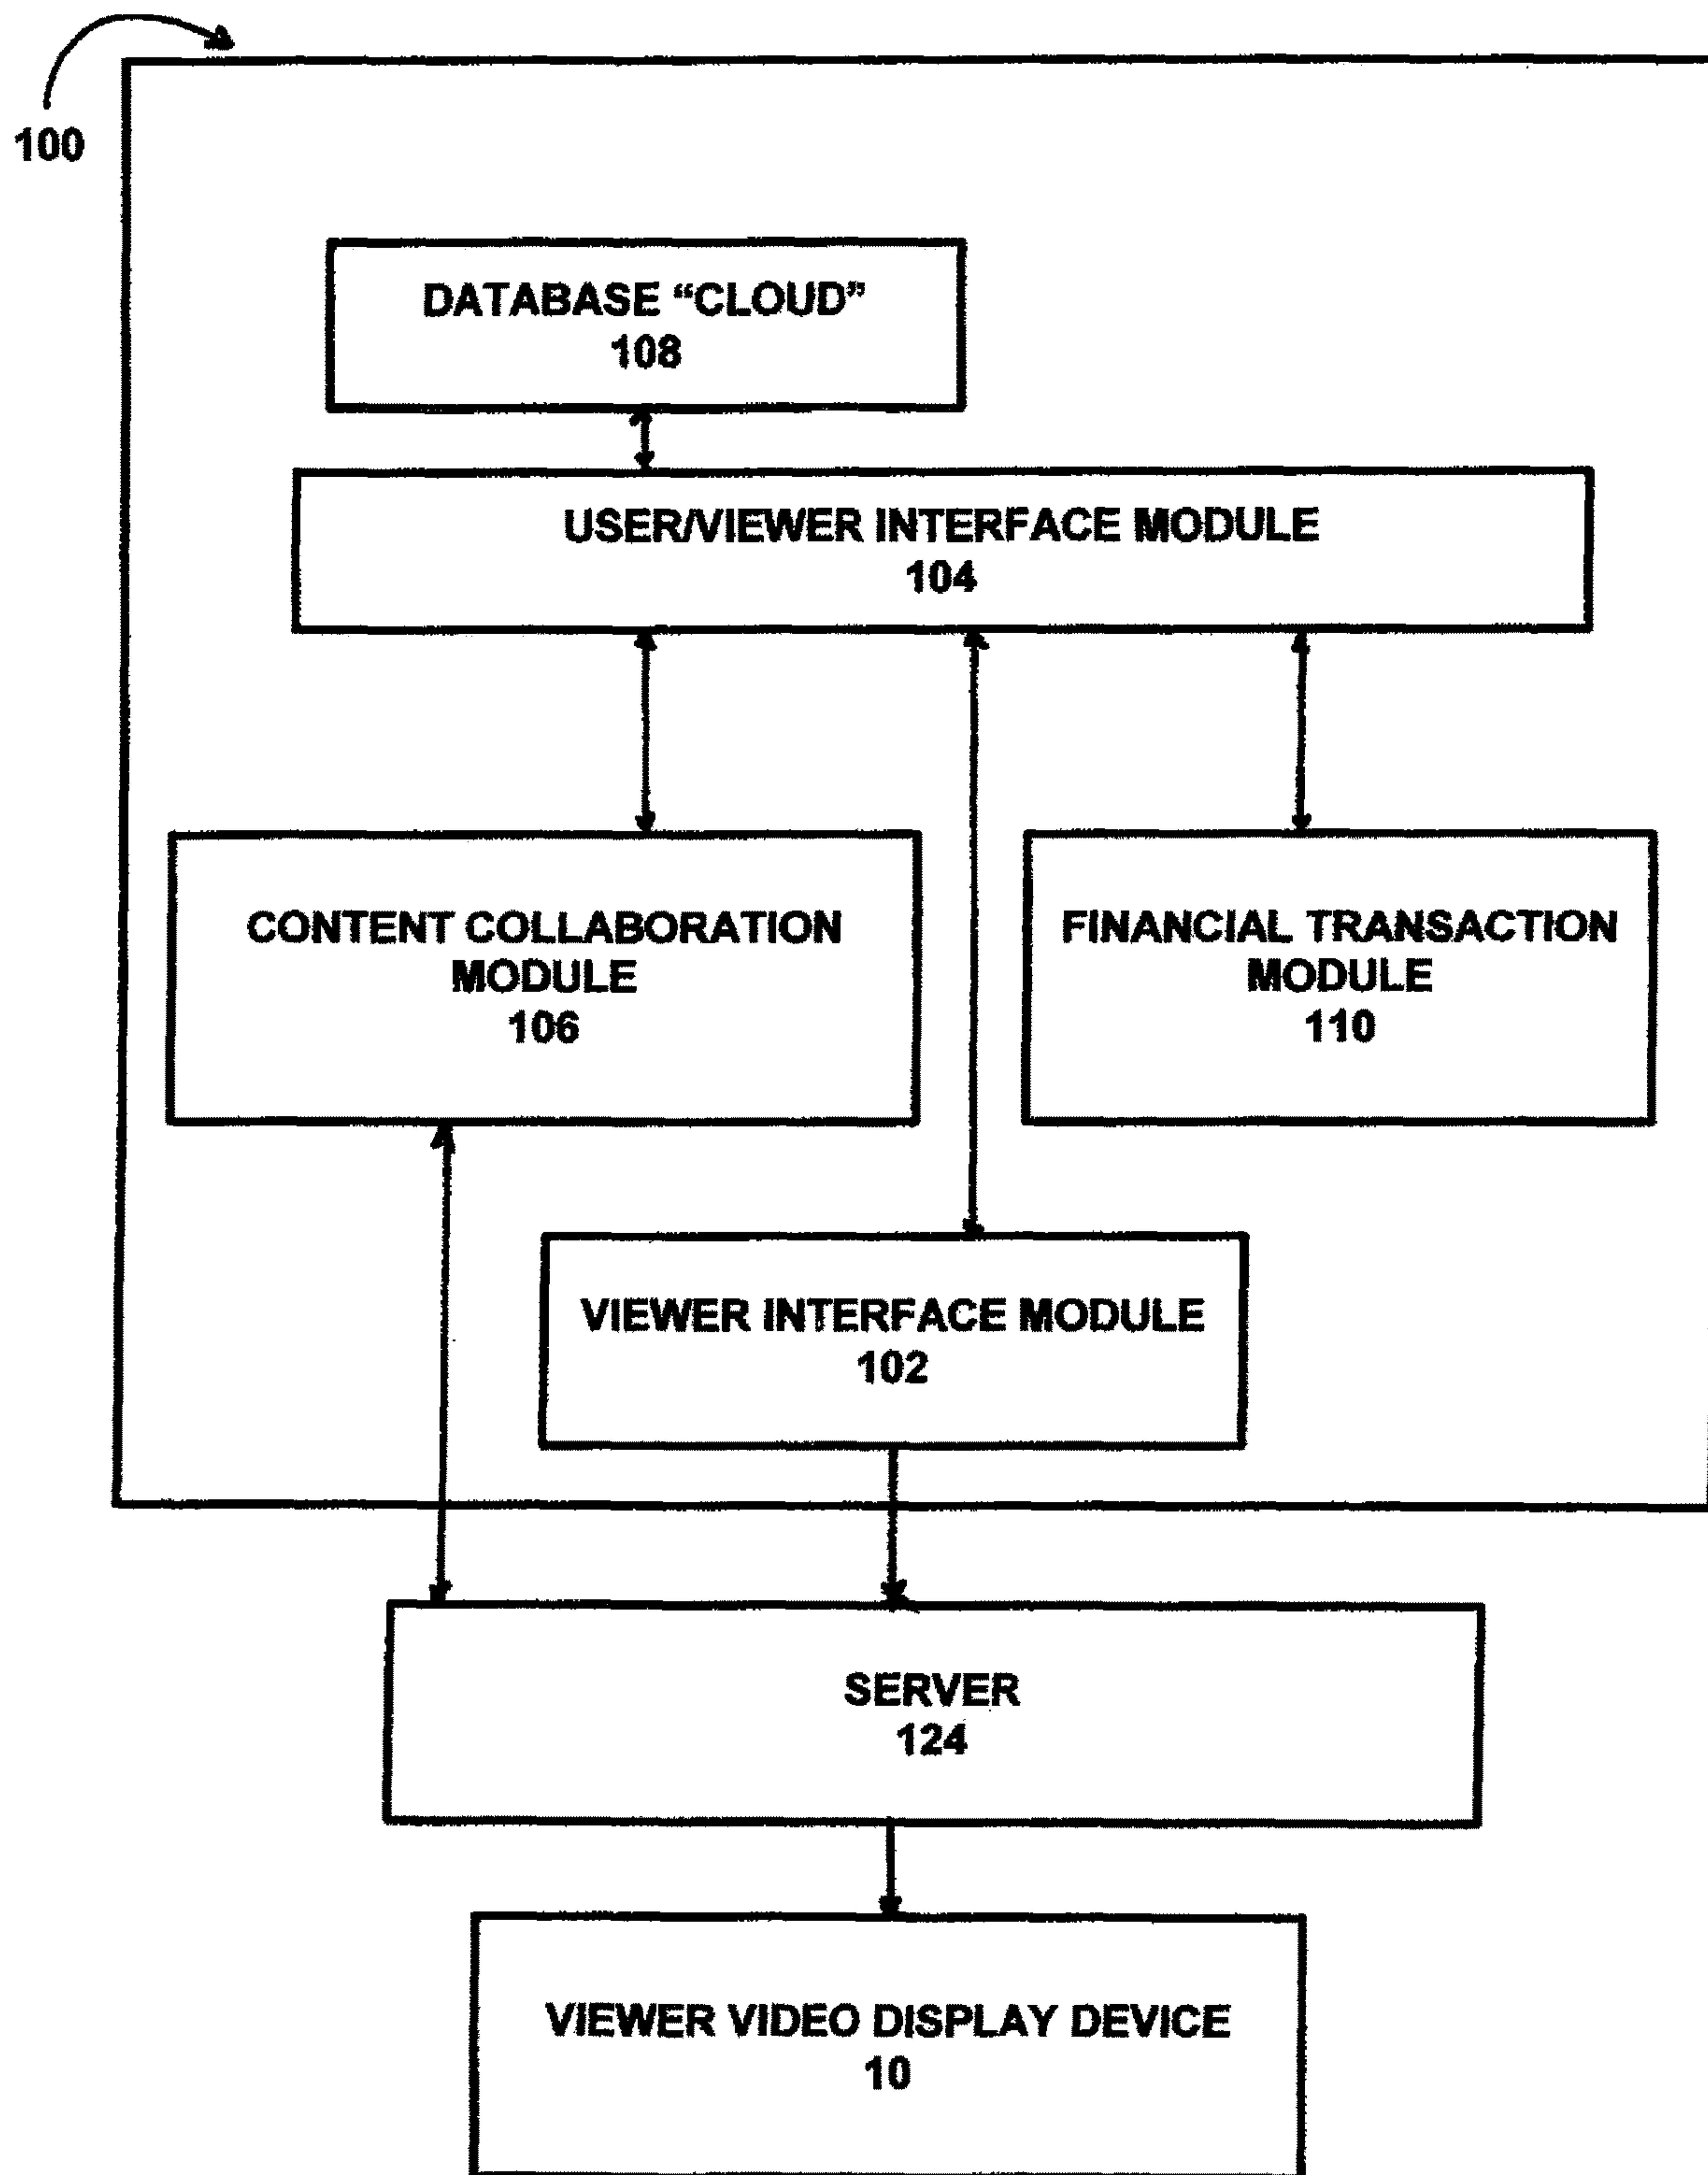 100
DATABASE “CLOUD”
108
USER/VIEWER INTERFACE MODULE
104
CONTENT COLLABORATION
MODULE
106
FINANCIAL TRANSACTION
MODULE
110
VIEWER INTERFACE MODULE
102
SERVER
124
VIEWER VIDEO DISPLAY DEVICE
10